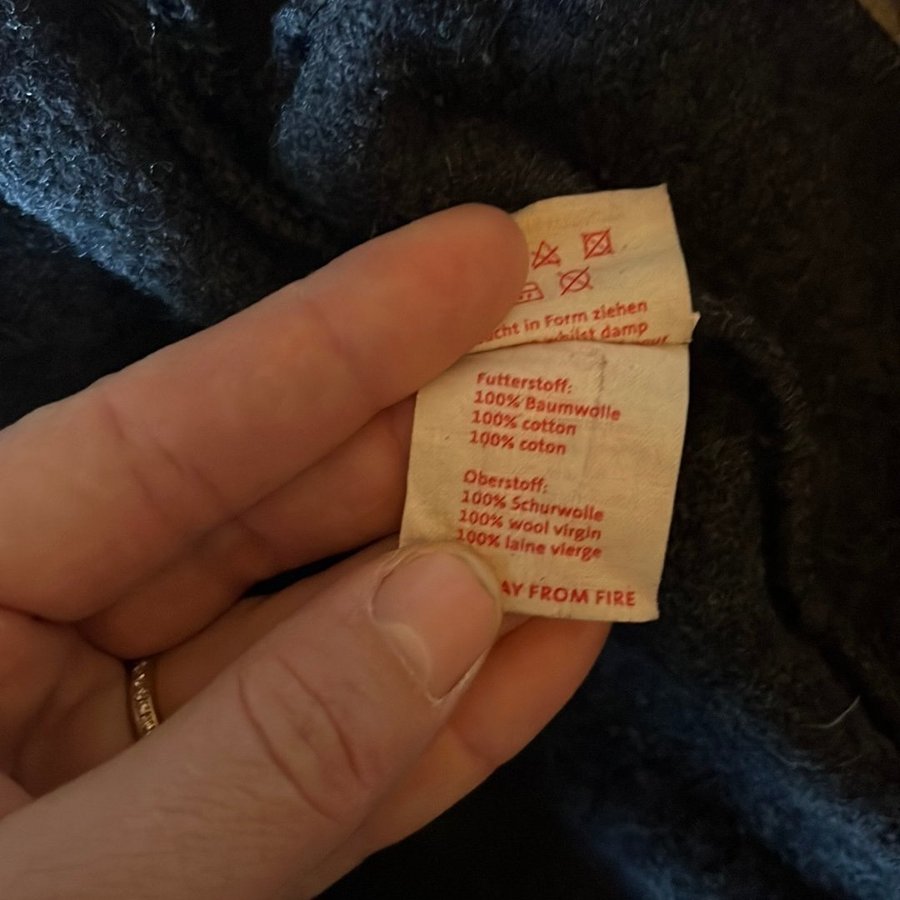 in Form ziehen
whilst damp
Futterstoff:
100% Baumwolle
100% cotton
100% coton
Oberstoff:
100% Schurwolle
100% wool virgin
100% laine vierge
FROM FIRE